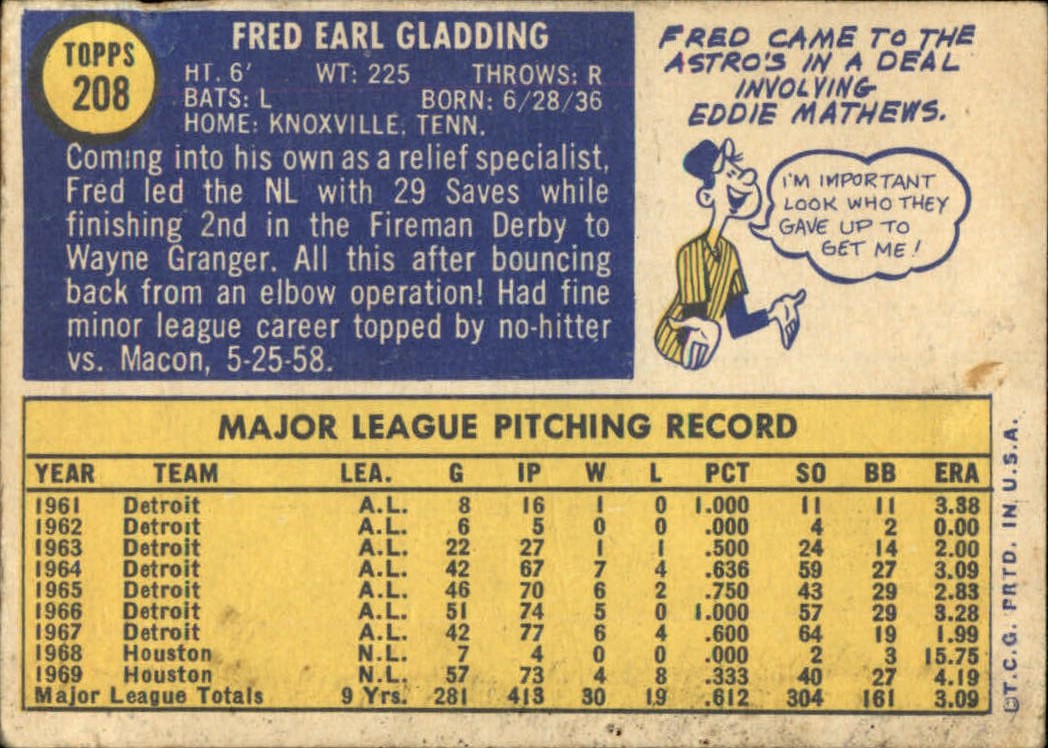 TOPPS
208
FRED EARL GLADDING
HT. 6' WT: 225 THROWS: R
BATS: L BORN: 6/28/36
HOME: KNOXVILLE, TENN.
Coming into his own as a relief specialist,
Fred led the NL with 29 Saves while
finishing 2nd in the Fireman Derby to
Wayne Granger. All this after bouncing
back from an elbow operation! Had fine
minor league career topped by no-hitter
vs. Macon, 5-25-58.
FRED CAME TO THE
ASTRO'S IN A DEAL
INVOLVING
EDDIE MATHEWS.
I'M IMPORTANT
LOOK WHO THEY
GAVE UP TO
GET ME!
MAJOR LEAGUE PITCHING RECORD
YEAR TEAM LEA. G IP W L PCT SO BB ERA
1961 Detroit A.L. 8 16 1 0 1.000 11 11 3.38
1962 Detroit A.L. 6 5 0 0 .000 4 2 0.00
1963 Detroit A.L. 22 27 1 1 .500 24 14 2.00
1964 Detroit A.L. 42 67 7 4 .636 59 27 3.09
1965 Detroit A.L. 46 70 6 2 .750 43 29 2.83
1966 Detroit A.L. 51 74 5 0 1.000 57 29 3.28
1967 Detroit A.L. 42 77 6 4 .600 64 19 1.99
1968 Houston N.L. 7 4 0 0 .000 2 3 15.75
1969 Houston N.L. 57 73 4 8 .333 40 27 4.19
Major League Totals 9 Yrs. 281 413 30 19 .612 304 161 3.09
©T.C.G. PRTD. IN U.S.A.